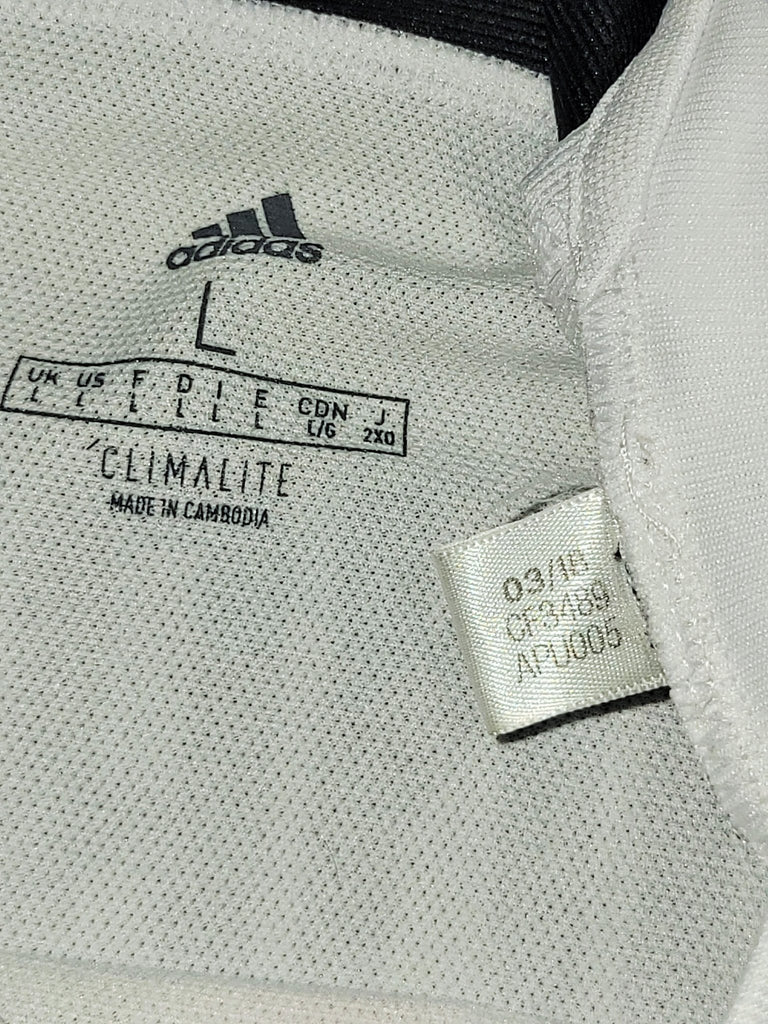 adidas
L
UK US F D I E CDN J
L L L L L L L/G 2XO
CLIMALITE
MADE IN CAMBODIA
03/18
CF3489
APU005